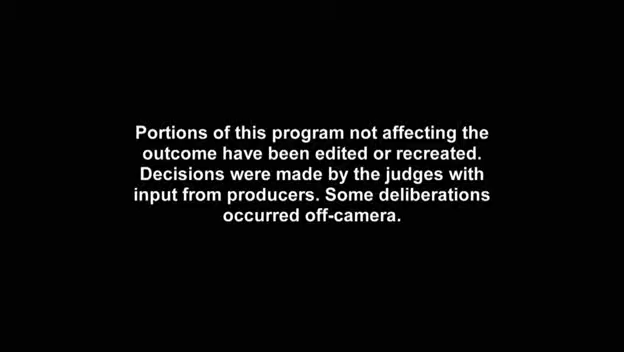 Portions of this program not affecting the
outcome have been edited or recreated.
Decisions were made by the judges with
input from producers. Some deliberations
occurred off-camera.